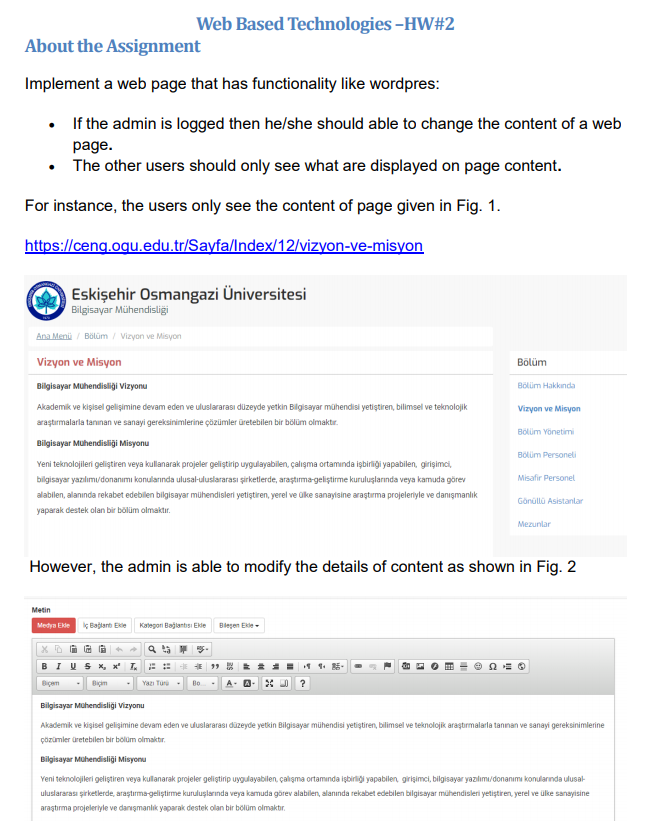 Web Based Technologies –HW#2
About the Assignment
Implement a web page that has functionality like wordpres:
• If the admin is logged then he/she should able to change the content of a web
page.
• The other users should only see what are displayed on page content.
For instance, the users only see the content of page given in Fig. 1.
https://ceng.ogu.edu.tr/Sayfa/Index/12/vizyon-ve-misyon
Eskişehir Osmangazi Üniversitesi
Bilgisayar Mühendisliği
Ana Menü / Bölüm / Vizyon ve Misyon
Vizyon ve Misyon
Bilgisayar Mühendisliği Vizyonu
Akademik ve kişisel gelişimine devam eden ve uluslararası düzeyde yetkin Bilgisayar mühendisi yetiştiren, bilimsel ve teknolojik
araştırmalarla tanınan ve sanayi gereksinimlerine çözümler üretebilen bir bölüm olmaktır.
Bilgisayar Mühendisliği Misyonu
Yeni teknolojileri geliştiren veya kullanarak projeler geliştirip uygulayabilen, çalışma ortamında işbirliği yapabilen, girişimci,
bilgisayar yazılımı/donanımı konularında ulusal-uluslararası şirketlerde, araştırma-geliştirme kuruluşlarında veya kamuda görev
alabilen, alanında rekabet edebilen bilgisayar mühendisleri yetiştiren, yerel ve ülke sanayisine araştırma projeleriyle ve danışmanlık
yaparak destek olan bir bölüm olmaktır.
Bölüm
Bölüm Hakkında
Vizyon ve Misyon
Bölüm Yönetimi
Bölüm Personeli
Misafir Personel
Gönüllü Asistanlar
Mezunlar
However, the admin is able to modify the details of content as shown in Fig. 2
Metin
Medya Ekle İç Bağlantı Ekle Kategori Bağlantısı Ekle Bileşen Ekle
B I U S x₂ x² Tx
Biçem Biçim Yazı Türü Bo... A A ?
Bilgisayar Mühendisliği Vizyonu
Akademik ve kişisel gelişimine devam eden ve uluslararası düzeyde yetkin Bilgisayar mühendisi yetiştiren, bilimsel ve teknolojik araştırmalarla tanınan ve sanayi gereksinimlerine
çözümler üretebilen bir bölüm olmaktır.
Bilgisayar Mühendisliği Misyonu
Yeni teknolojileri geliştiren veya kullanarak projeler geliştirip uygulayabilen, çalışma ortamında işbirliği yapabilen, girişimci, bilgisayar yazılımı/donanımı konularında ulusal-
uluslararası şirketlerde, araştırma-geliştirme kuruluşlarında veya kamuda görev alabilen, alanında rekabet edebilen bilgisayar mühendisleri yetiştiren, yerel ve ülke sanayisine
araştırma projeleriyle ve danışmanlık yaparak destek olan bir bölüm olmaktır.